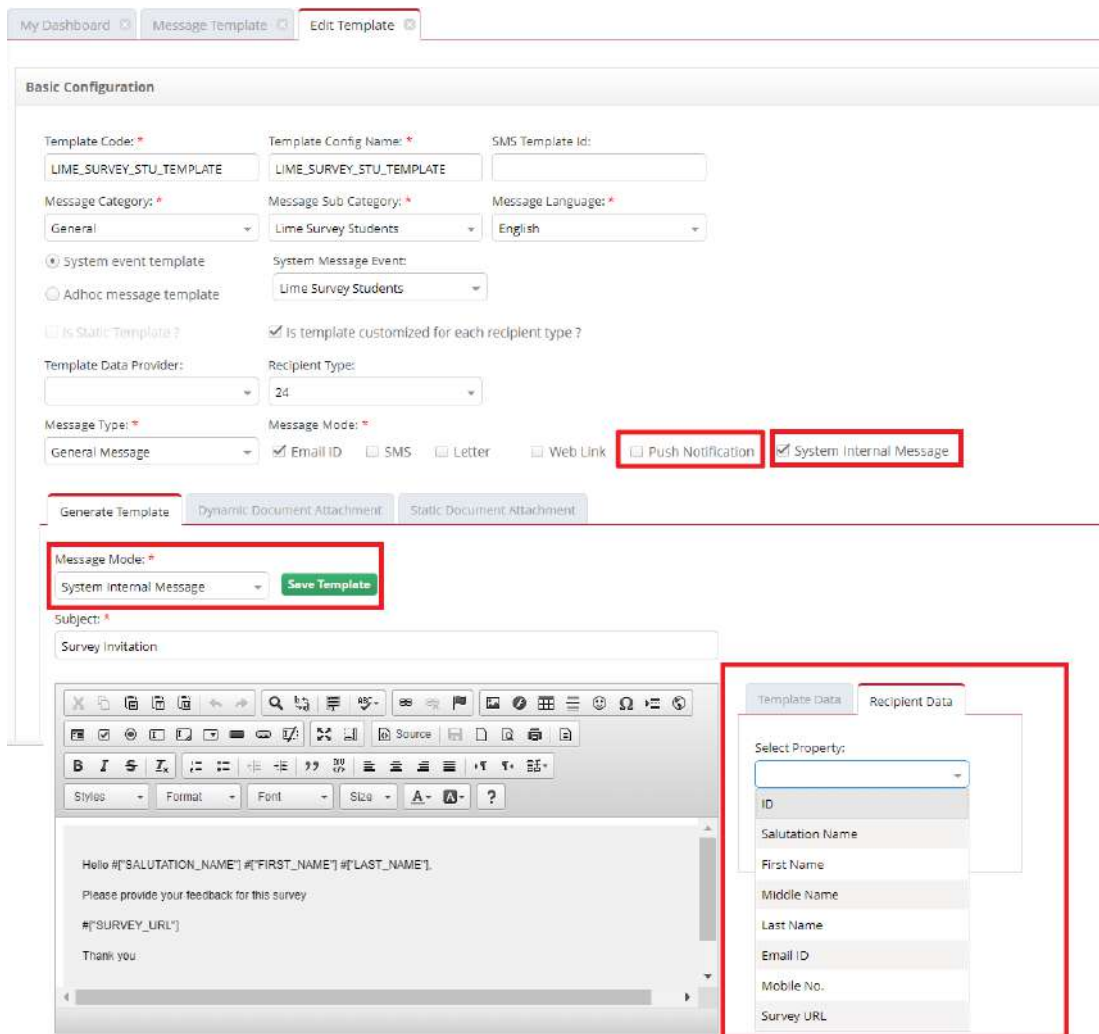 My Dashboard Message Template Edit Template
Basic Configuration
Template Code: * Template Config Name: * SMS Template Id:
LIME_SURVEY_STU_TEMPLATE LIME_SURVEY_STU_TEMPLATE
Message Category: * Message Sub Category: * Message Language: *
General Lime Survey Students English
System event template System Message Event:
Adhoc message template Lime Survey Students
Is Static Template ? Is template customized for each recipient type ?
Template Data Provider: Recipient Type:
24
Message Type: * Message Mode: *
General Message Email ID SMS Letter Web Link Push Notification System Internal Message
Generate Template Dynamic Document Attachment Static Document Attachment
Message Mode: *
System Internal Message Save Template
Subject: *
Survey Invitation
Template Data Recipient Data
Source
Select Property:
B I S Ix
Styles Format Font Size A A ?
ID
Salutation Name
Hello #["SALUTATION_NAME"] #["FIRST_NAME"] #["LAST_NAME"],
First Name
Please provide your feedback for this survey
Middle Name
#["SURVEY_URL"]
Last Name
Thank you
Email ID
Mobile No.
Survey URL